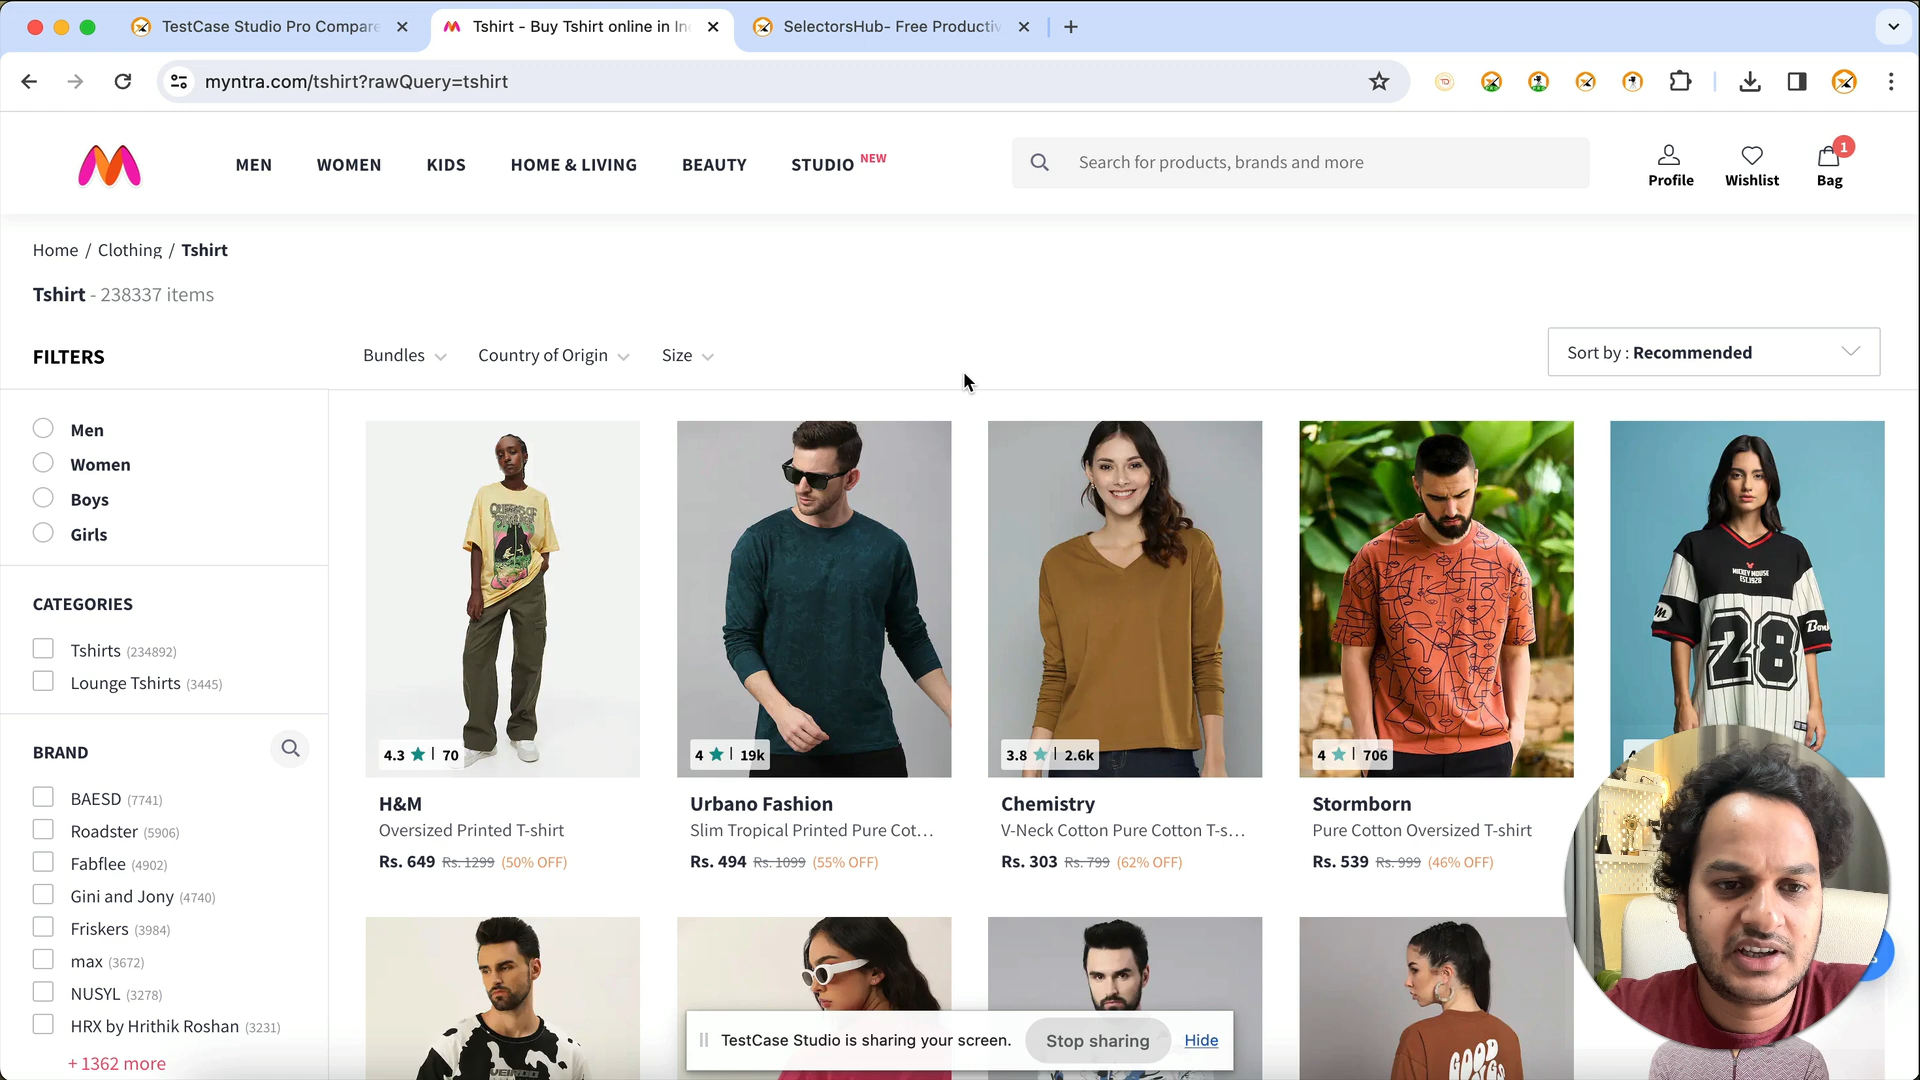 TestCase Studio Pro Compare
Tshirt - Buy Tshirt online in In
SelectorsHub- Free Productiv
myntra.com/tshirt?rawQuery=tshirt
MEN
WOMEN
KIDS
HOME & LIVING
BEAUTY
STUDIO NEW
Search for products, brands and more
Profile
Wishlist
1
Bag
Home / Clothing / Tshirt
Tshirt - 238337 items
FILTERS
Bundles
Country of Origin
Size
Sort by : Recommended
Men
Women
Boys
Girls
CATEGORIES
Tshirts (234892)
Lounge Tshirts (3445)
BRAND
BAESD (7741)
Roadster (5906)
Fabflee (4902)
Gini and Jony (4740)
Friskers (3984)
max (3672)
NUSYL (3278)
HRX by Hrithik Roshan (3231)
+ 1362 more
4.3 | 70
H&M
Oversized Printed T-shirt
Rs. 649 Rs. 1299 (50% OFF)
4 | 19k
Urbano Fashion
Slim Tropical Printed Pure Cot...
Rs. 494 Rs. 1099 (55% OFF)
3.8 | 2.6k
Chemistry
V-Neck Cotton Pure Cotton T-s...
Rs. 303 Rs. 799 (62% OFF)
4 | 706
Stormborn
Pure Cotton Oversized T-shirt
Rs. 539 Rs. 999 (46% OFF)
MICKEY MOUSE
EST.1928
28
GOOD
TestCase Studio is sharing your screen.
Stop sharing
Hide